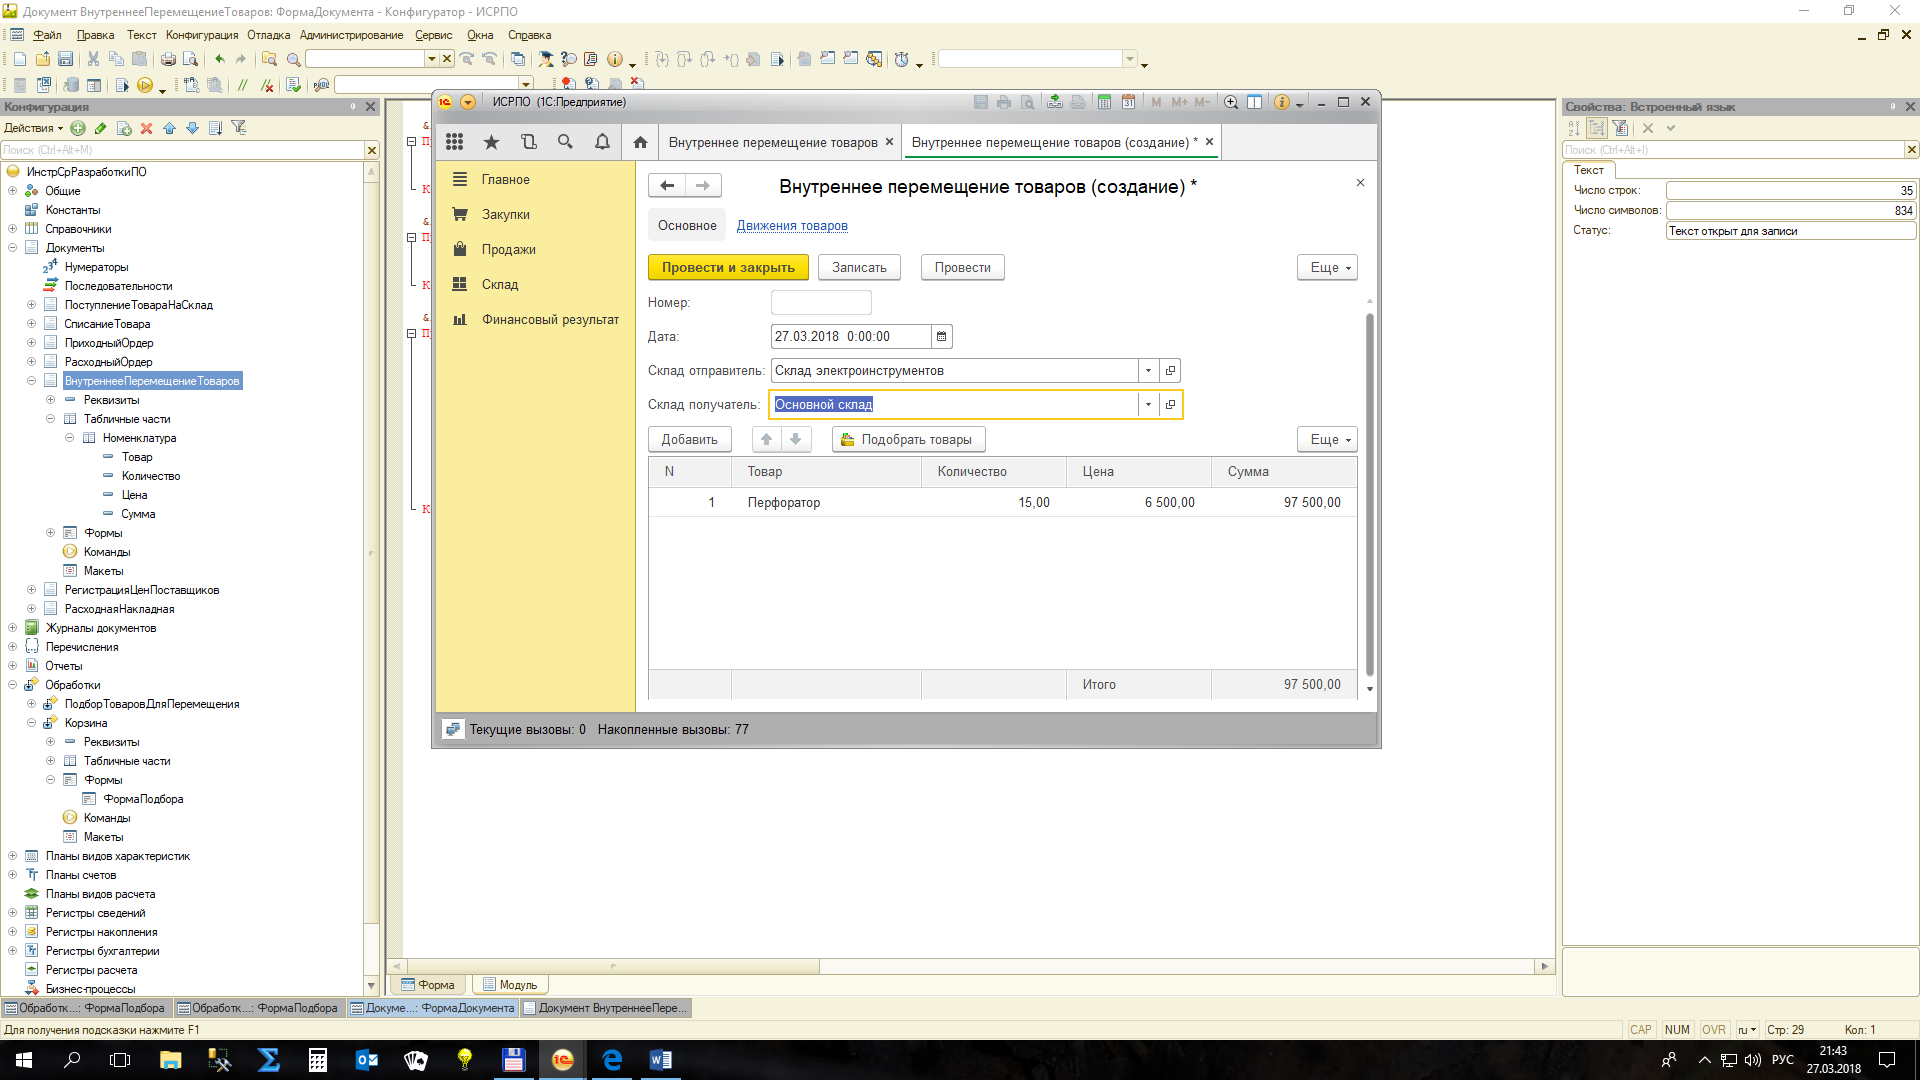 Документ ВнутреннееПеремещениеТоваров: ФормаДокумента - Конфигуратор - ИСРПО
Файл Правка Текст Конфигурация Отладка Администрирование Сервис Окна Справка
Конфигурация
Действия
Поиск (Ctrl+Alt+M)
ИнстрСрРазработкиПО
Общие
Константы
Справочники
Документы
Нумераторы
Последовательности
ПоступлениеТовараНаСклад
СписаниеТовара
ПриходныйОрдер
РасходныйОрдер
ВнутреннееПеремещениеТоваров
Реквизиты
Табличные части
Номенклатура
Товар
Количество
Цена
Сумма
Формы
Команды
Макеты
РегистрацияЦенПоставщиков
РасходнаяНакладная
Журналы документов
Перечисления
Отчеты
Обработки
ПодборТоваровДляПеремещения
Корзина
Реквизиты
Табличные части
Формы
ФормаПодбора
Команды
Макеты
Планы видов характеристик
Планы счетов
Планы видов расчета
Регистры сведений
Регистры накопления
Регистры бухгалтерии
Регистры расчета
Бизнес-процессы
ИСРПО (1С:Предприятие)
M M+ M-
Внутреннее перемещение товаров
Внутреннее перемещение товаров (создание) *
Главное
Закупки
Продажи
Склад
Финансовый результат
Внутреннее перемещение товаров (создание) *
Основное Движения товаров
Провести и закрыть Записать Провести Еще
Номер:
Дата: 27.03.2018 0:00:00
Склад отправитель: Склад электроинструментов
Склад получатель: Основной склад
Добавить Подобрать товары Еще
N Товар Количество Цена Сумма
1 Перфоратор 15,00 6 500,00 97 500,00
Итого 97 500,00
Текущие вызовы: 0 Накопленные вызовы: 77
Форма Модуль
Свойства: Встроенный язык
Поиск (Ctrl+Alt+I)
Текст
Число строк: 35
Число символов: 834
Статус: Текст открыт для записи
Обработк...: ФормаПодбора Обработк...: ФормаПодбора Докуме...: ФормаДокумента Документ ВнутреннееПере...
Для получения подсказки нажмите F1
CAP NUM OVR ru Стр: 29 Кол: 1
РУС
21:43
27.03.2018